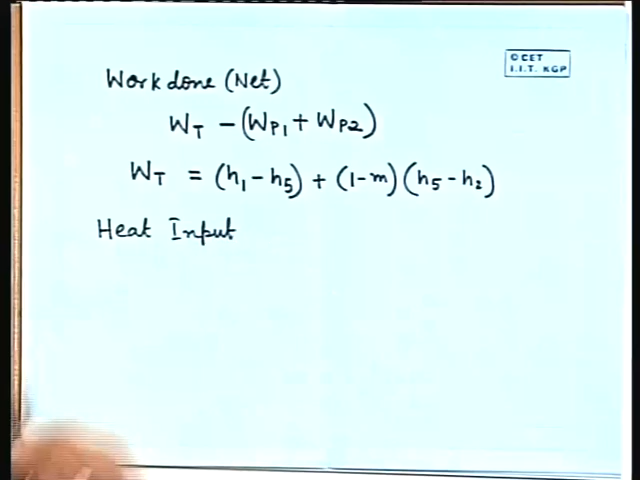 © CET
I.I.T. KGP
Work done (Net)
W_T - (W_P1 + W_P2)
W_T = (h_1 - h_5) + (1-m) (h_5 - h_2)
Heat Input